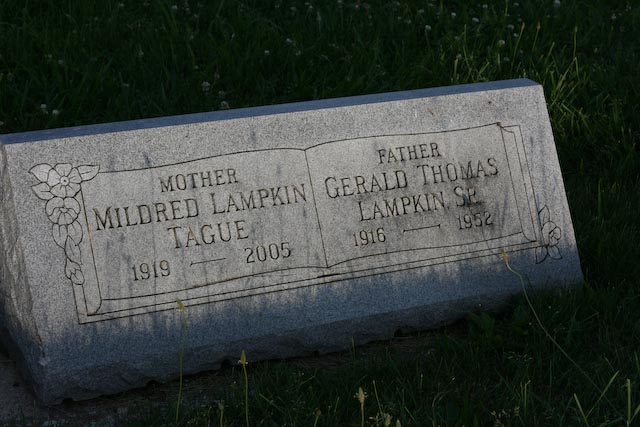 MOTHER
MILDRED LAMPKIN
TAGUE
1919 — 2005
FATHER
GERALD THOMAS
LAMPKIN SR.
1916 — 1952